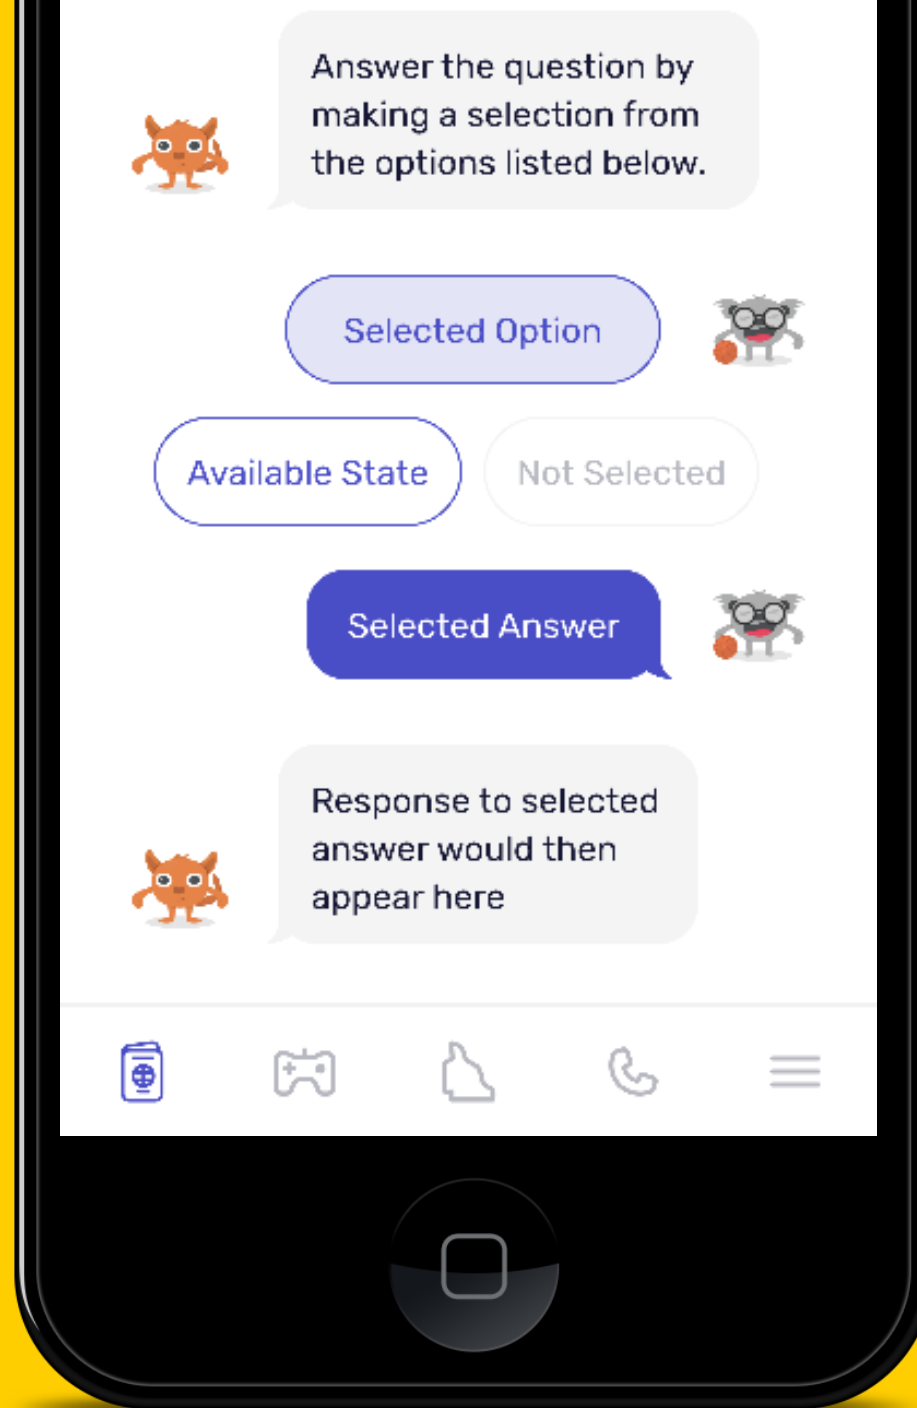 Answer the question by
making a selection from
the options listed below.
Selected Option
Available State
Not Selected
Selected Answer
Response to selected
answer would then
appear here